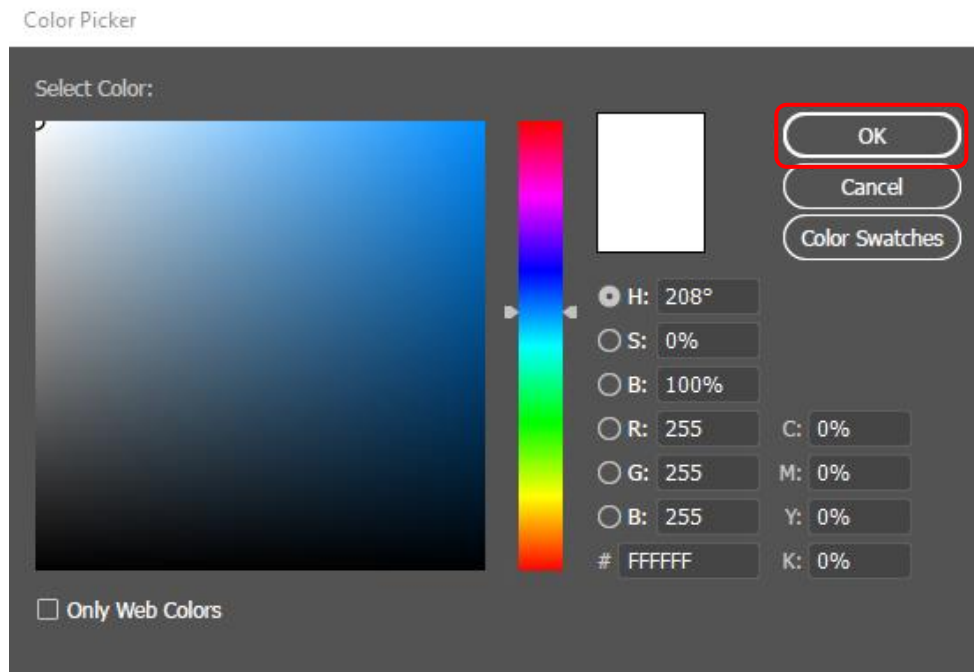 Color Picker
Select Color:
OK
Cancel
Color Swatches
H: 208°
S: 0%
B: 100%
R: 255 C: 0%
G: 255 M: 0%
B: 255 Y: 0%
# FFFFFF K: 0%
Only Web Colors